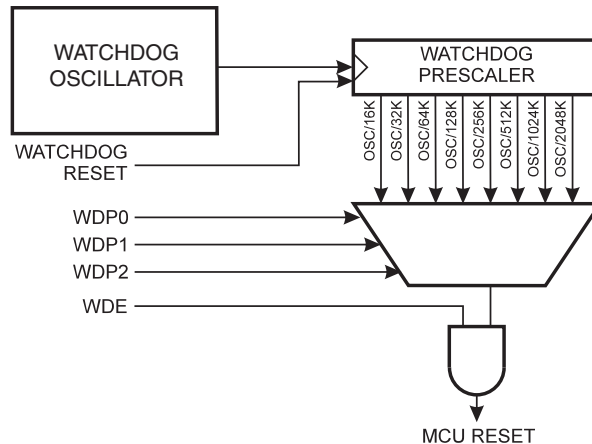 WATCHDOG
OSCILLATOR
WATCHDOG
PRESCALER
WATCHDOG
RESET
OSC/16K
OSC/32K
OSC/64K
OSC/128K
OSC/256K
OSC/512K
OSC/1024K
OSC/2048K
WDP0
WDP1
WDP2
WDE
MCU RESET